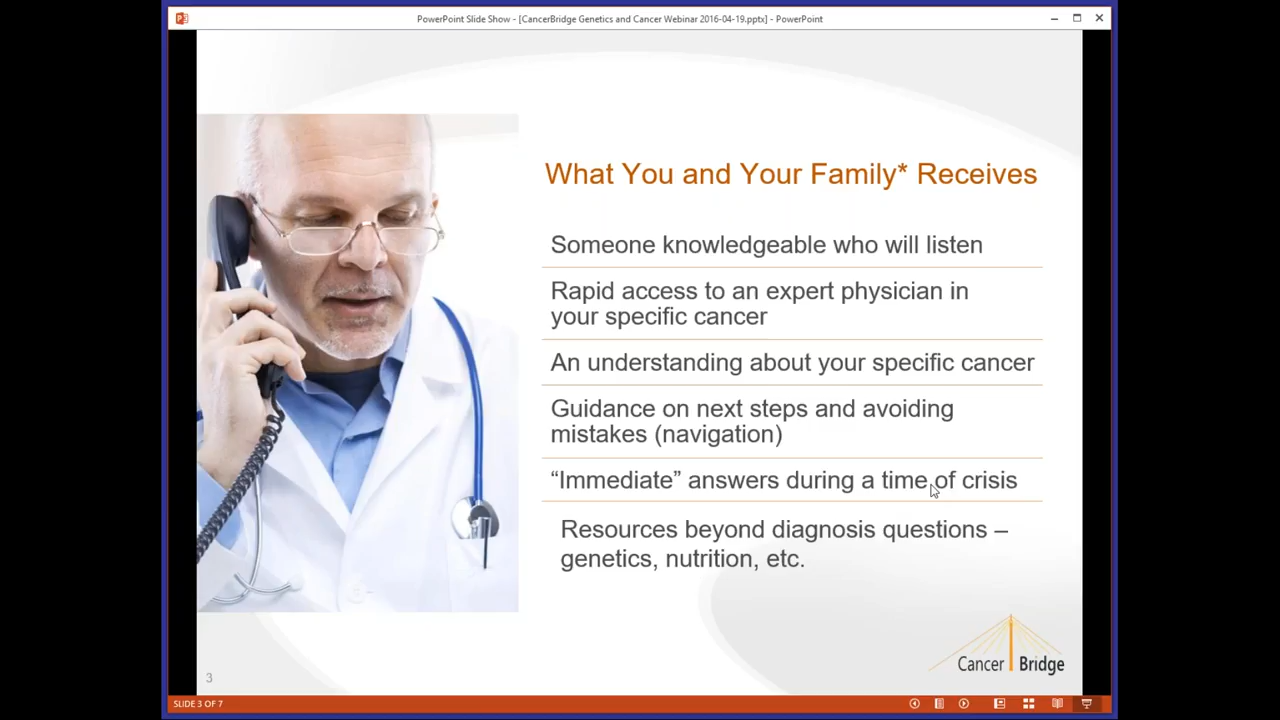 PowerPoint Slide Show - [CancerBridge Genetics and Cancer Webinar 2016-04-19.pptx] - PowerPoint
What You and Your Family* Receives
Someone knowledgeable who will listen
Rapid access to an expert physician in
your specific cancer
An understanding about your specific cancer
Guidance on next steps and avoiding
mistakes (navigation)
“Immediate” answers during a time of crisis
Resources beyond diagnosis questions –
genetics, nutrition, etc.
Cancer Bridge
3
SLIDE 3 OF 7